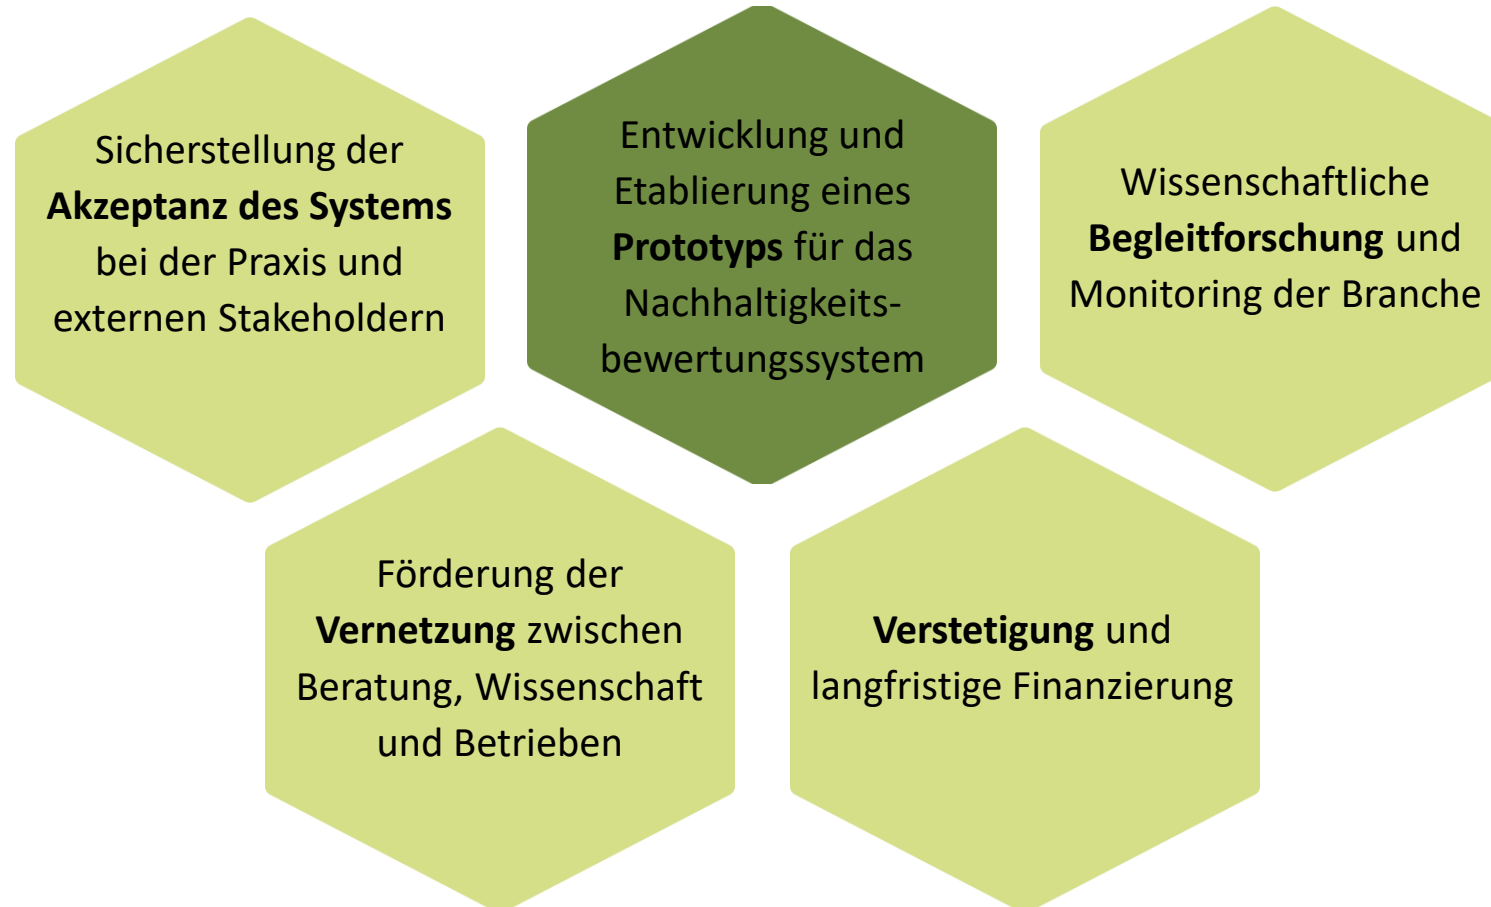 Sicherstellung der
Akzeptanz des Systems
bei der Praxis und
externen Stakeholdern
Entwicklung und
Etablierung eines
Prototyps für das
Nachhaltigkeits-
bewertungssystem
Wissenschaftliche
Begleitforschung und
Monitoring der Branche
Förderung der
Vernetzung zwischen
Beratung, Wissenschaft
und Betrieben
Verstetigung und
langfristige Finanzierung